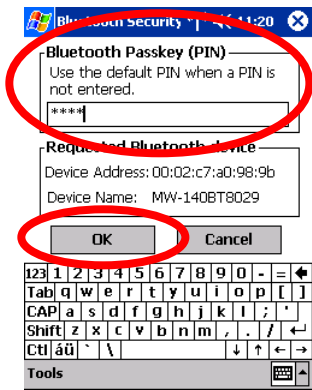 Bluetooth Security 11:20
Bluetooth Passkey (PIN)
Use the default PIN when a PIN is
not entered.
****
Requested Bluetooth device
Device Address: 00:02:c7:a0:98:9b
Device Name: MW-140BT8029
OK Cancel
123 1 2 3 4 5 6 7 8 9 0 - =
Tab q w e r t y u i o p [ ]
CAP a s d f g h j k l ; '
Shift z x c v b n m , . /
Ctl áü ` \ ↓ ↑ ← →
Tools